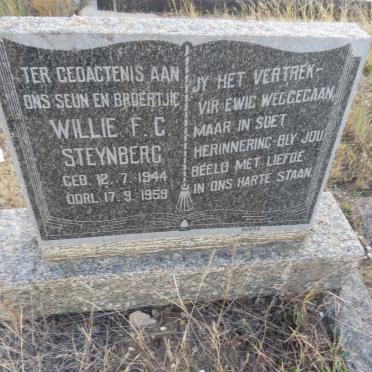 TER GEDAGTENIS AAN
ONS SEUN EN BROERTJIE
WILLIE F. C.
STEYNBERG
GEB. 12. 7. 1944
OORL. 17. 9. 1959
JY HET VERTREK-
VIR EWIG WEGGEGAAN,
MAAR IN SOET
HERINNERING BLY JOU
BEELD MET LIEFDE
IN ONS HARTE STAAN.